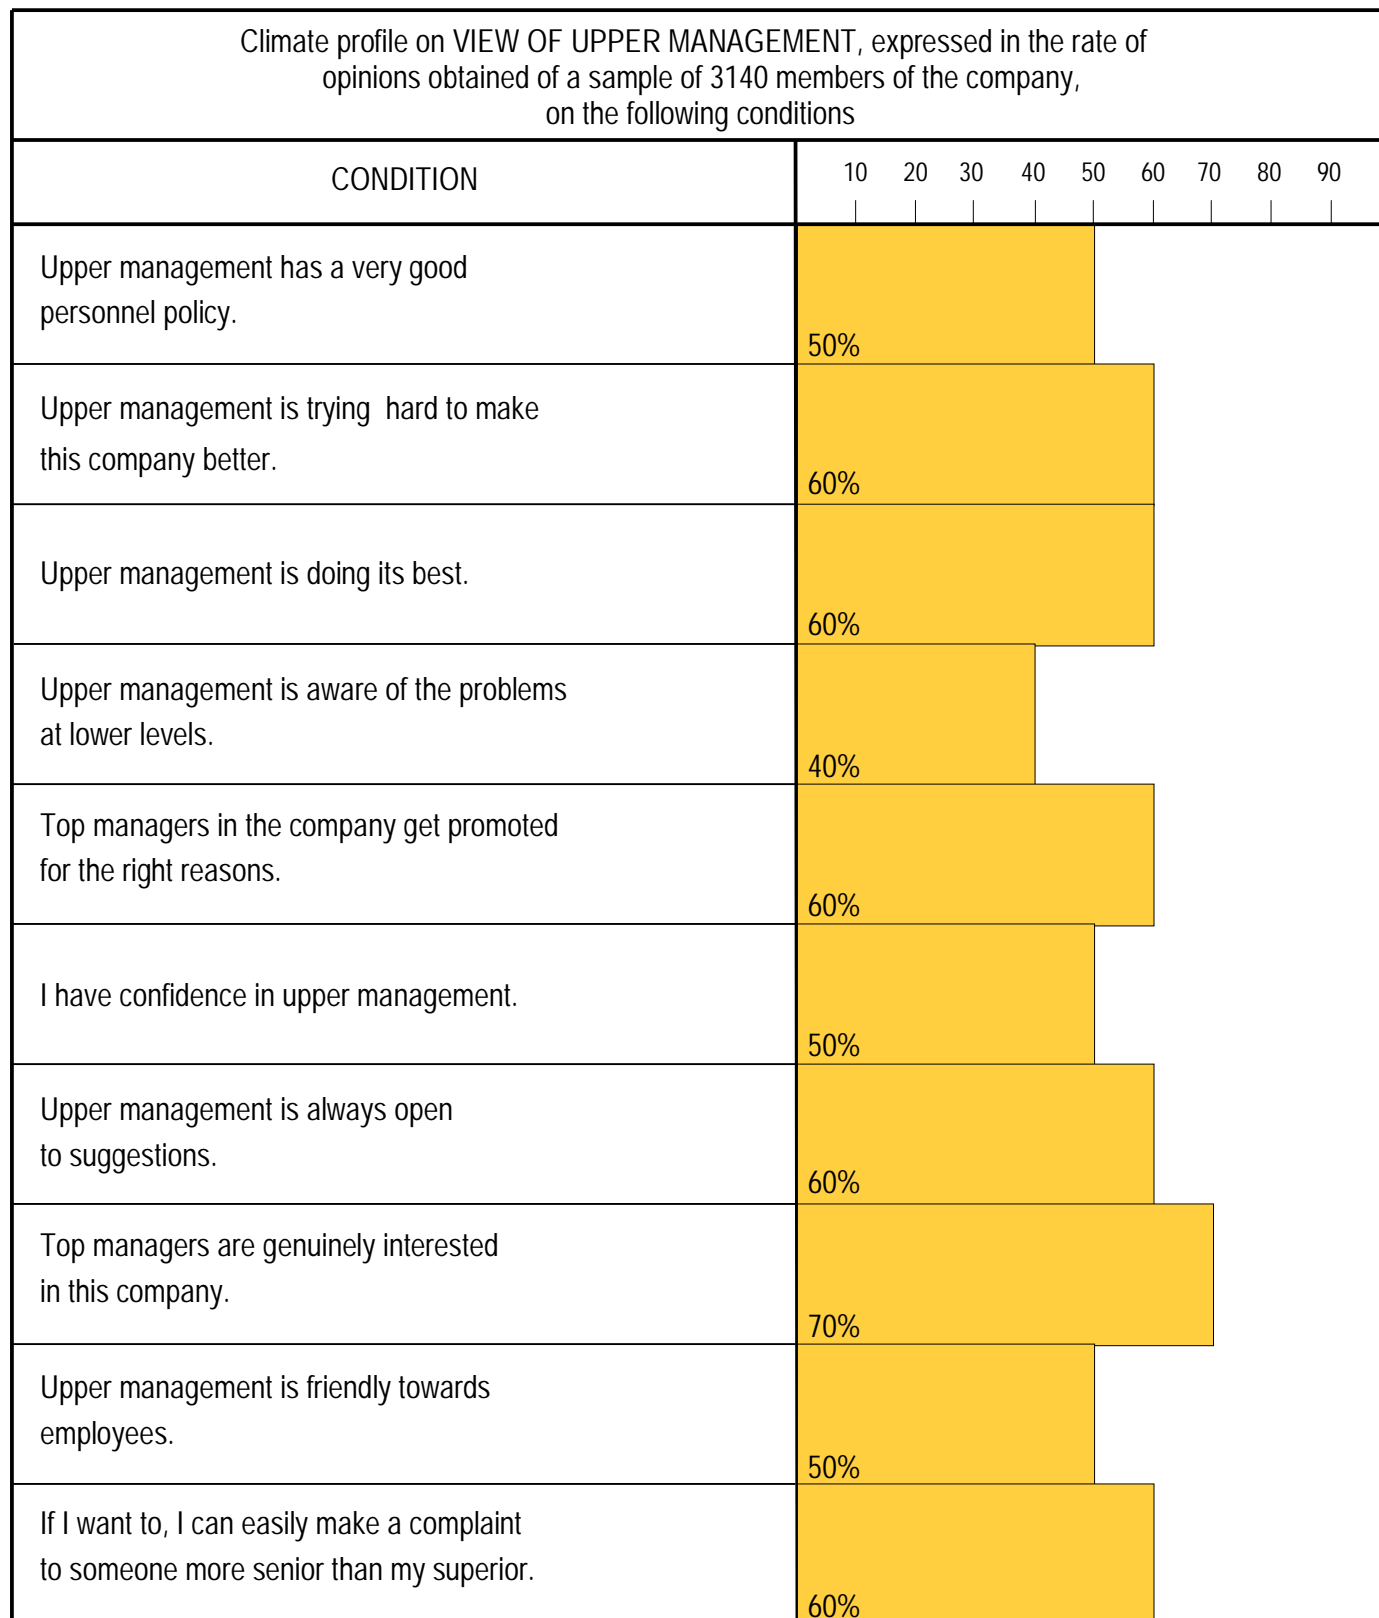 Climate profile on VIEW OF UPPER MANAGEMENT, expressed in the rate of
opinions obtained of a sample of 3140 members of the company,
on the following conditions
CONDITION
10 20 30 40 50 60 70 80 90
Upper management has a very good
personnel policy.
50%
Upper management is trying hard to make
this company better.
60%
Upper management is doing its best.
60%
Upper management is aware of the problems
at lower levels.
40%
Top managers in the company get promoted
for the right reasons.
60%
I have confidence in upper management.
50%
Upper management is always open
to suggestions.
60%
Top managers are genuinely interested
in this company.
70%
Upper management is friendly towards
employees.
50%
If I want to, I can easily make a complaint
to someone more senior than my superior.
60%